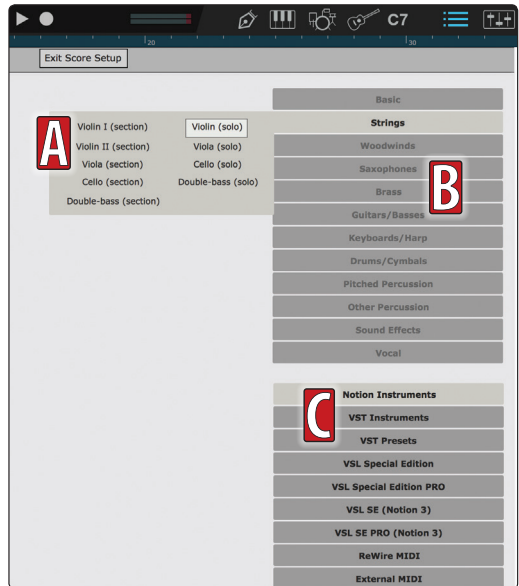 C7
20
30
Exit Score Setup
Basic
Strings
Woodwinds
Saxophones
Brass
Guitars/Basses
Keyboards/Harp
Drums/Cymbals
Pitched Percussion
Other Percussion
Sound Effects
Vocal
A
Violin I (section)
Violin (solo)
Violin II (section)
Viola (solo)
Viola (section)
Cello (solo)
Cello (section)
Double-bass (solo)
Double-bass (section)
B
C
Notion Instruments
VST Instruments
VST Presets
VSL Special Edition
VSL Special Edition PRO
VSL SE (Notion 3)
VSL SE PRO (Notion 3)
ReWire MIDI
External MIDI